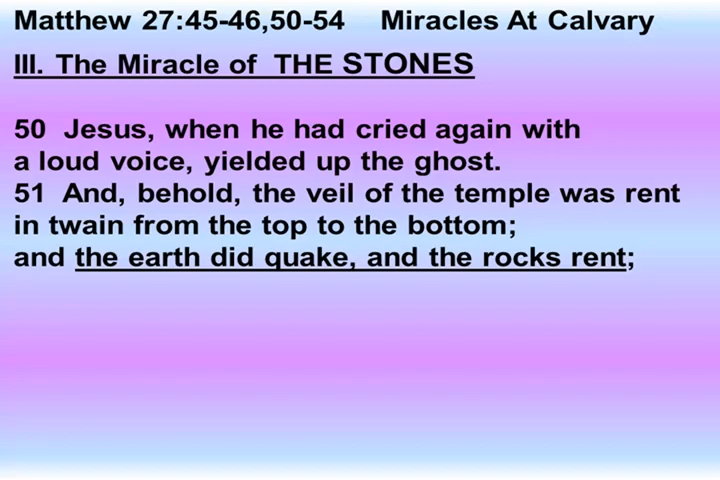 Matthew 27:45-46,50-54 Miracles At Calvary
III. The Miracle of THE STONES
50 Jesus, when he had cried again with
a loud voice, yielded up the ghost.
51 And, behold, the veil of the temple was rent
in twain from the top to the bottom;
and the earth did quake, and the rocks rent;